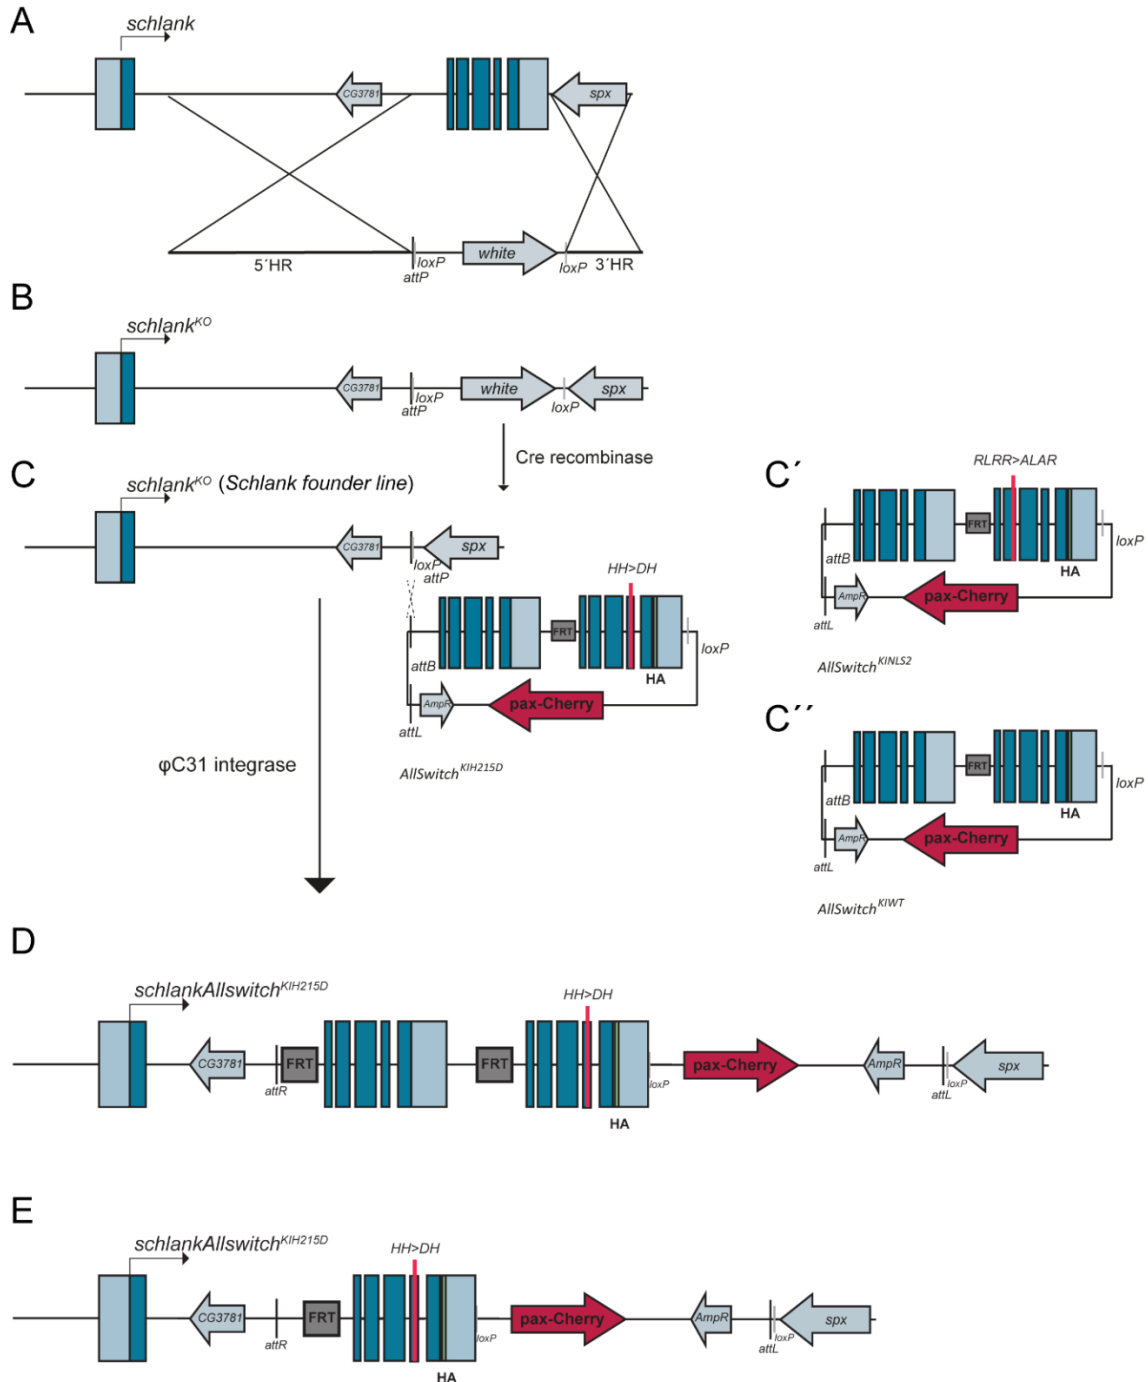 A
schlank
CG3781
spx
5´HR
loxP
attP
white
loxP
3´HR
B
schlankKO
CG3781
loxP
attP
white
loxP
spx
Cre recombinase
C
schlankKO (Schlank founder line)
CG3781
loxP
attP
spx
HH>DH
attB
FRT
HA
loxP
AmpR
pax-Cherry
attL
AllSwitchKIH215D
φC31 integrase
C´
RLRR>ALAR
attB
FRT
HA
loxP
AmpR
pax-Cherry
attL
AllSwitchKINLS2
C´´
attB
FRT
HA
loxP
AmpR
pax-Cherry
attL
AllSwitchKIWT
D
schlankAllswitchKIH215D
HH>DH
CG3781
attR
FRT
FRT
HA
loxP
pax-Cherry
AmpR
attL
loxP
spx
E
schlankAllswitchKIH215D
HH>DH
CG3781
attR
FRT
HA
loxP
pax-Cherry
AmpR
attL
loxP
spx